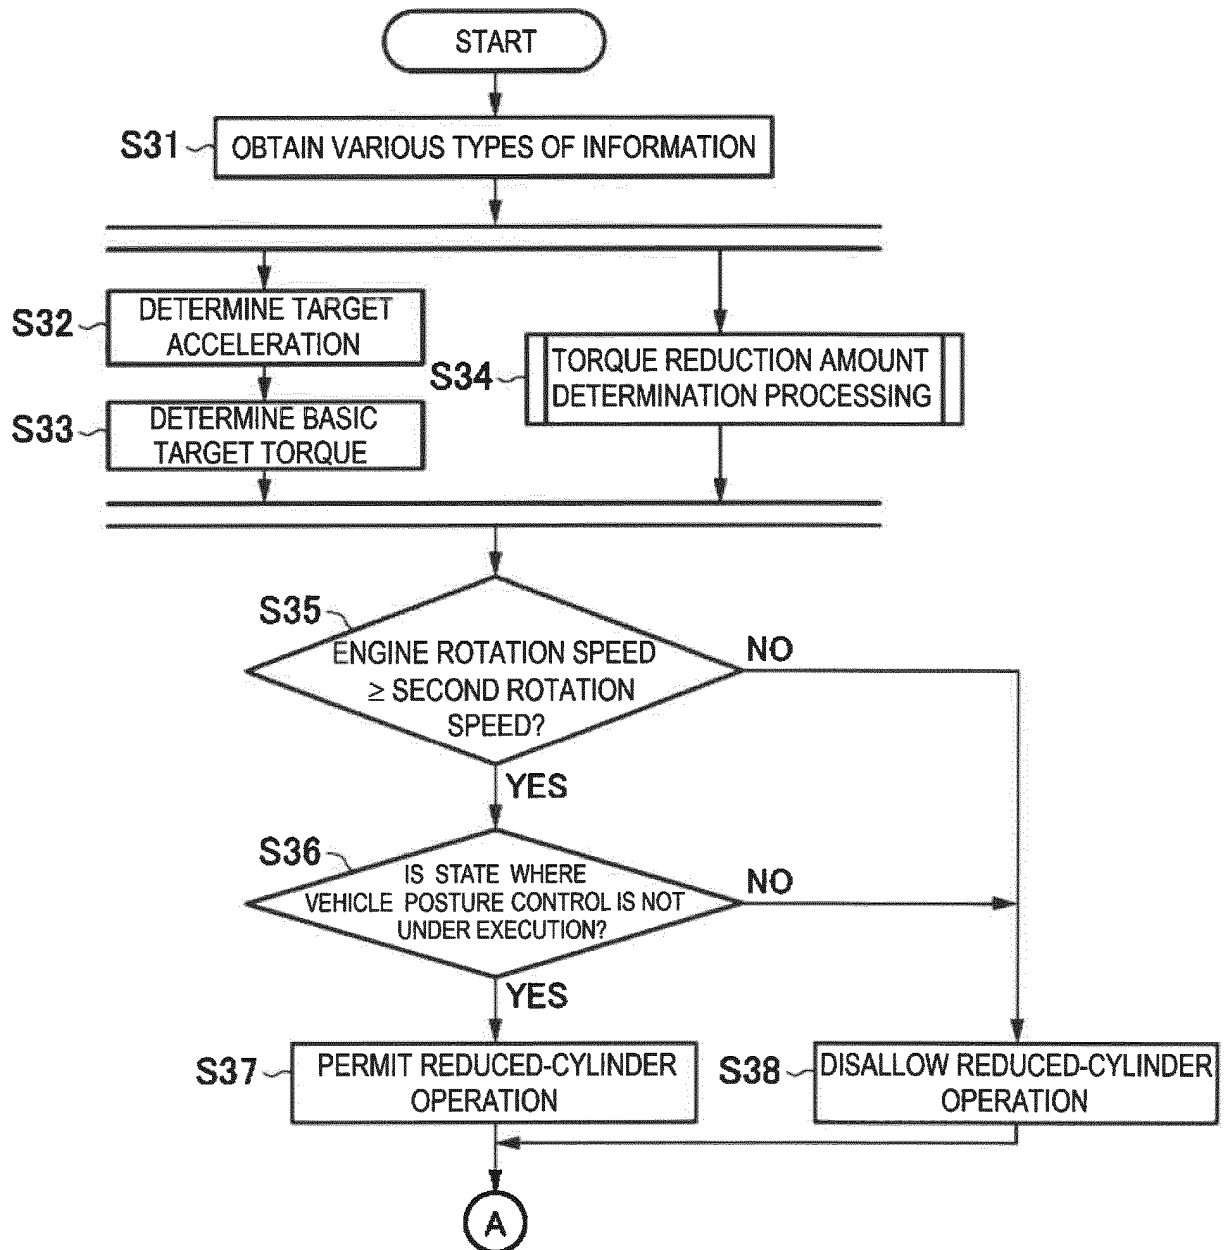 START
S31
OBTAIN VARIOUS TYPES OF INFORMATION
S32
DETERMINE TARGET
ACCELERATION
S33
DETERMINE BASIC
TARGET TORQUE
S34
TORQUE REDUCTION AMOUNT
DETERMINATION PROCESSING
S35
ENGINE ROTATION SPEED
≥ SECOND ROTATION
SPEED?
NO
YES
S36
IS STATE WHERE
VEHICLE POSTURE CONTROL IS NOT
UNDER EXECUTION?
NO
YES
S37
PERMIT REDUCED-CYLINDER
OPERATION
S38
DISALLOW REDUCED-CYLINDER
OPERATION
A